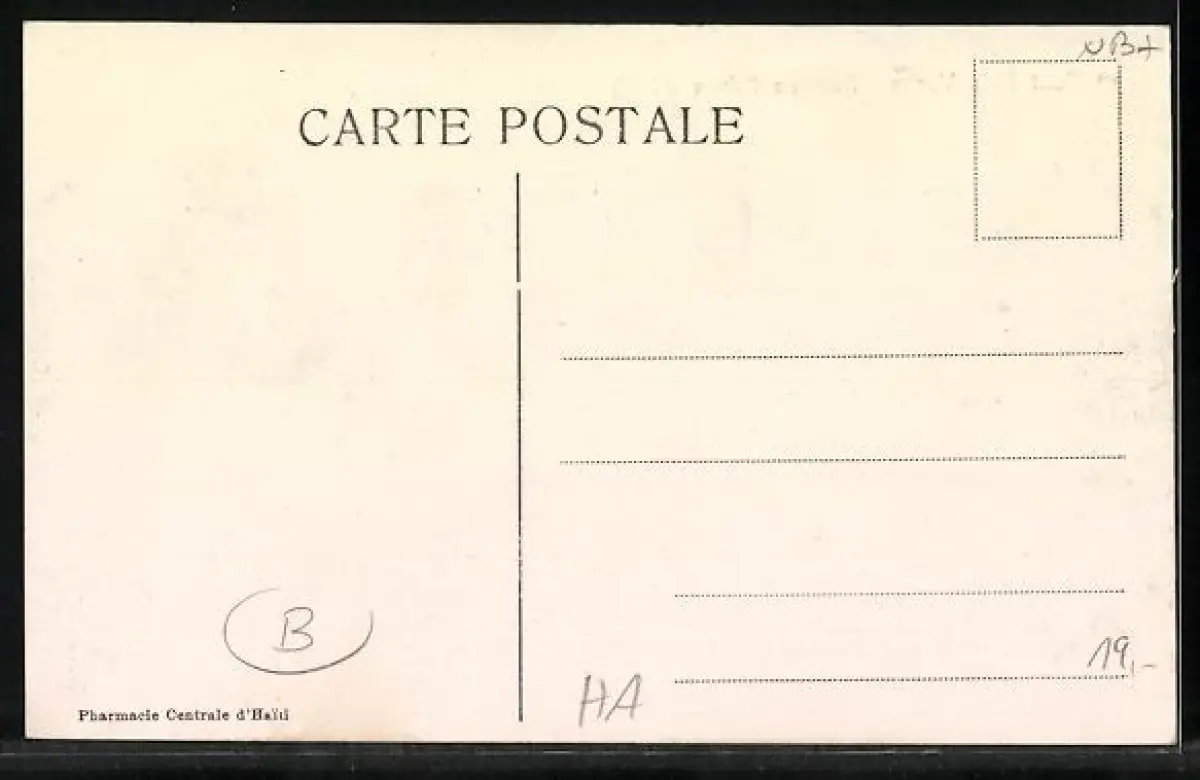 NB+
CARTE POSTALE
B
19,-
HA
Pharmacie Centrale d'Haïti